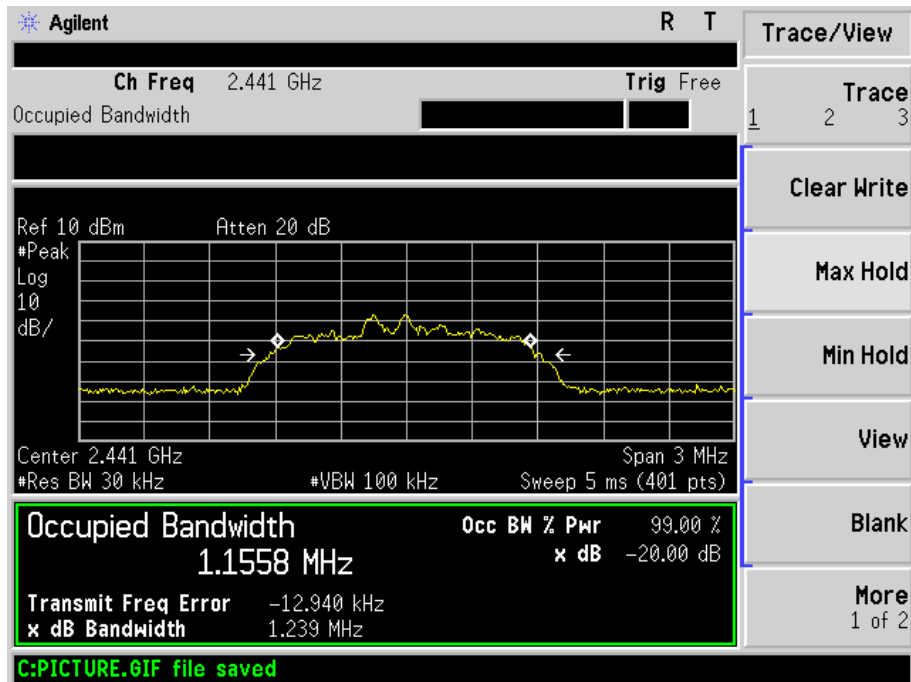 Agilent R T
Ch Freq 2.441 GHz Trig Free
Occupied Bandwidth
Ref 10 dBm Atten 20 dB
#Peak
Log
10
dB/
Center 2.441 GHz Span 3 MHz
#Res BW 30 kHz #VBW 100 kHz Sweep 5 ms (401 pts)
Occupied Bandwidth Occ BW % Pwr 99.00 %
1.1558 MHz x dB -20.00 dB
Transmit Freq Error -12.940 kHz
x dB Bandwidth 1.239 MHz
C:PICTURE.GIF file saved
Trace/View
Trace
1 2 3
Clear Write
Max Hold
Min Hold
View
Blank
More
1 of 2